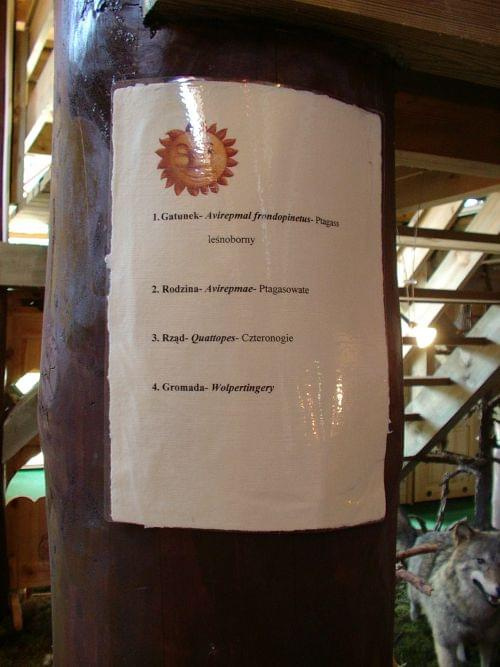 1. Gatunek- Avirepmal frondopinetus- Ptagass
leśnoborny
2. Rodzina- Avirepmae- Ptagasowate
3. Rząd- Quattopes- Czteronogie
4. Gromada- Wolpertingery